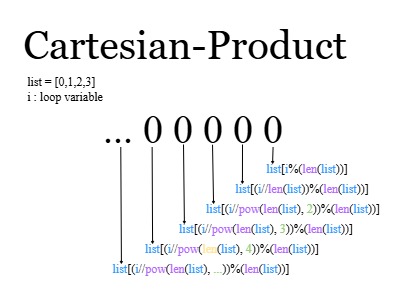 Cartesian-Product
list = [0,1,2,3]
i : loop variable
... 0 0 0 0 0
list[i%(len(list))]
list[(i//len(list))%(len(list)]
list[(i//pow(len(list), 2))%(len(list)]
list[(i//pow(len(list), 3))%(len(list)]
list[(i//pow(len(list), 4))%(len(list)]
list[(i//pow(len(list), ...))%(len(list)]